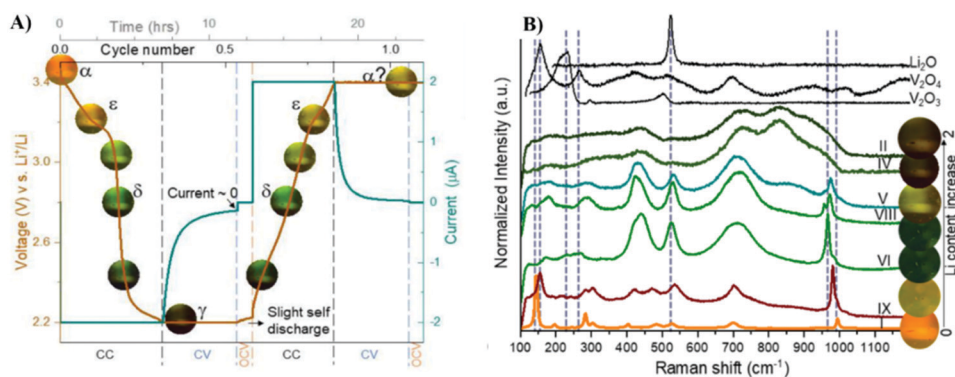 A)
Time (hrs)
0 10 20
Cycle number
0.0 0.5 1.0
Voltage (V) v s. Li⁺/Li
3.4
3.0
2.6
2.2
α
ε
δ
γ
Current ~ 0
δ
ε
α?
Slight self
discharge
2
1
0
-1
-2
Current (μA)
CC CV OCV CC CV OCV
B)
Normalized Intensity (a.u.)
Li₂O
V₂O₄
V₂O₃
II
IV
V
VIII
VI
IX
I
2
Li content increase
0
100 200 300 400 500 600 700 800 900 1000 1100
Raman shift (cm⁻¹)